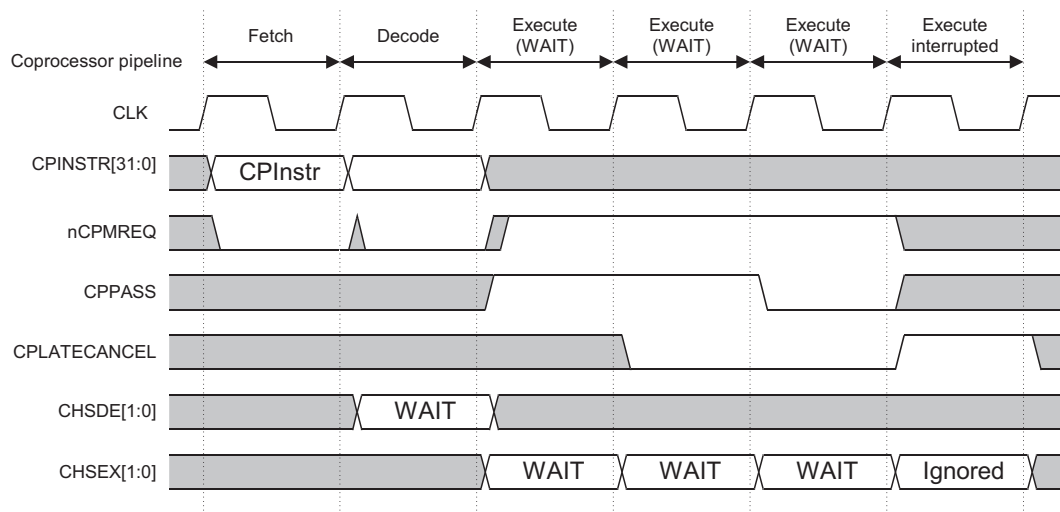 Coprocessor pipeline
Fetch
Decode
Execute
(WAIT)
Execute
(WAIT)
Execute
(WAIT)
Execute
interrupted
CLK
CPINSTR[31:0]
CPInstr
nCPMREQ
CPPASS
CPLATECANCEL
CHSDE[1:0]
WAIT
CHSEX[1:0]
WAIT
WAIT
WAIT
Ignored